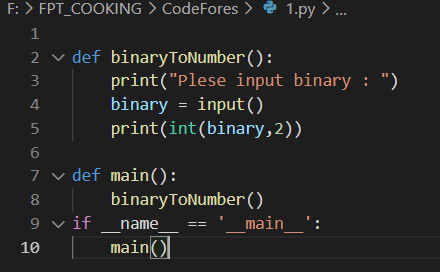 F: > FPT_COOKING > CodeFores > 1.py > ...
1
2 def binaryToNumber():
3     print("Plese input binary : ")
4     binary = input()
5     print(int(binary,2))
6
7 def main():
8     binaryToNumber()
9 if __name__ == '__main__':
10     main()